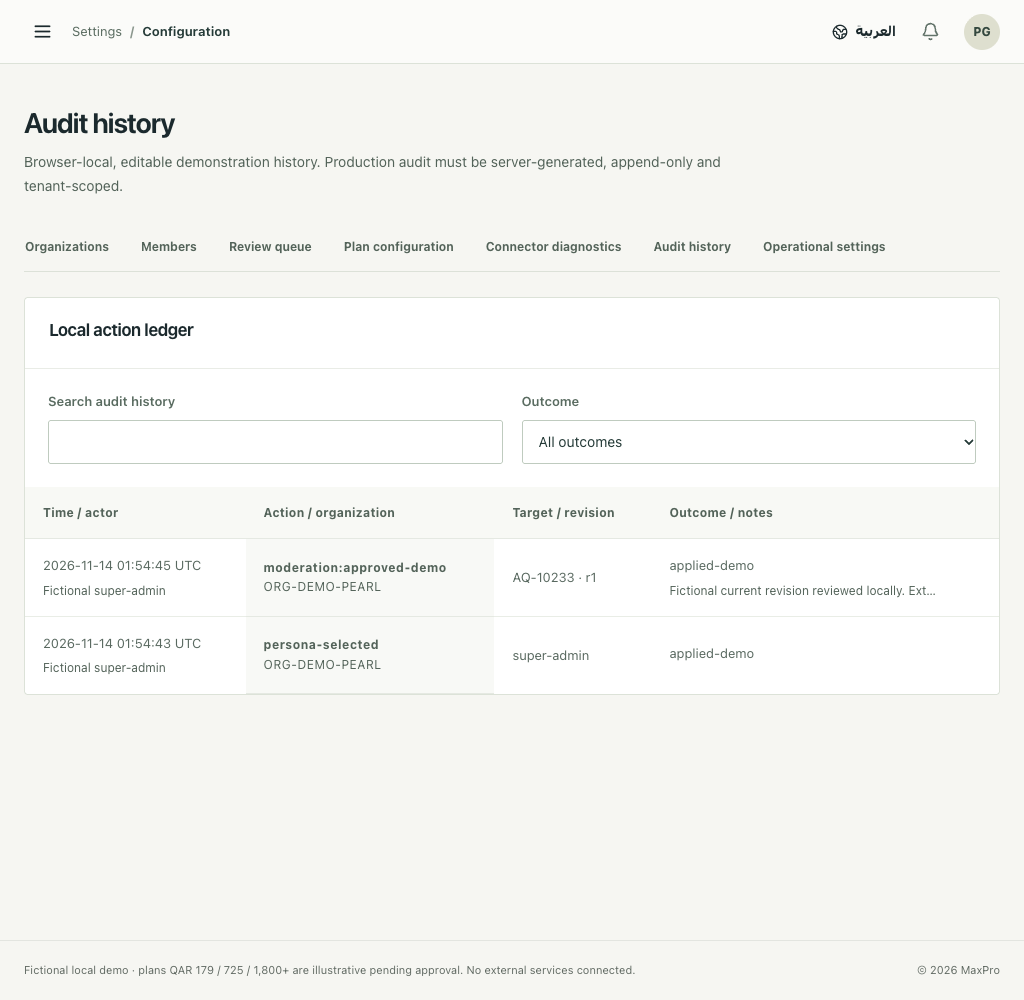 Settings / Configuration
العربية
PG
Audit history
Browser-local, editable demonstration history. Production audit must be server-generated, append-only and
tenant-scoped.
Organizations Members Review queue Plan configuration Connector diagnostics Audit history Operational settings
Local action ledger
Search audit history Outcome
All outcomes
Time / actor Action / organization Target / revision Outcome / notes
2026-11-14 01:54:45 UTC moderation:approved-demo AQ-10233 · r1 applied-demo
Fictional super-admin ORG-DEMO-PEARL Fictional current revision reviewed locally. Ext…
2026-11-14 01:54:43 UTC persona-selected super-admin applied-demo
Fictional super-admin ORG-DEMO-PEARL
Fictional local demo · plans QAR 179 / 725 / 1,800+ are illustrative pending approval. No external services connected. © 2026 MaxPro